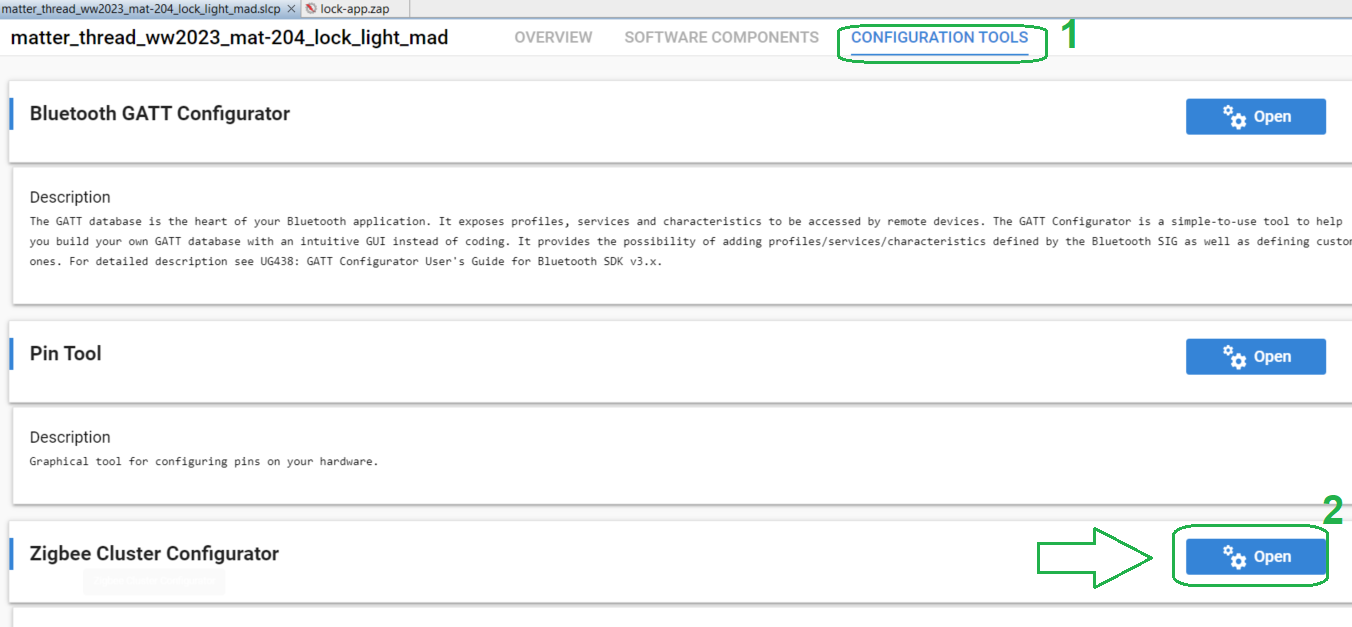 matter_thread_ww2023_mat-204_lock_light_mad.slcp × lock-app.zap
matter_thread_ww2023_mat-204_lock_light_mad OVERVIEW SOFTWARE COMPONENTS CONFIGURATION TOOLS 1
Bluetooth GATT Configurator Open
Description
The GATT database is the heart of your Bluetooth application. It exposes profiles, services and characteristics to be accessed by remote devices. The GATT Configurator is a simple-to-use tool to help
you build your own GATT database with an intuitive GUI instead of coding. It provides the possibility of adding profiles/services/characteristics defined by the Bluetooth SIG as well as defining custo
ones. For detailed description see UG438: GATT Configurator User's Guide for Bluetooth SDK v3.x.
Pin Tool Open
Description
Graphical tool for configuring pins on your hardware.
2
Zigbee Cluster Configurator Open